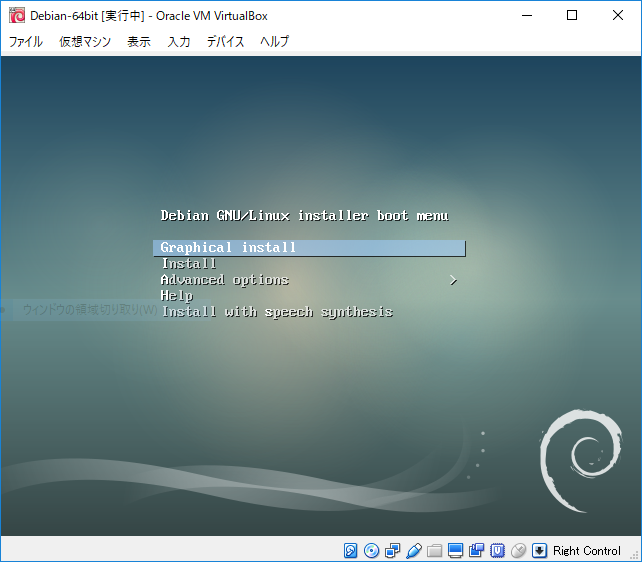 Debian-64bit [実行中] - Oracle VM VirtualBox
ファイル 仮想マシン 表示 入力 デバイス ヘルプ
Debian GNU/Linux installer boot menu
Graphical install
Install
Advanced options >
Help
ウィンドウの領域切り取り(W)
Install with speech synthesis
Right Control